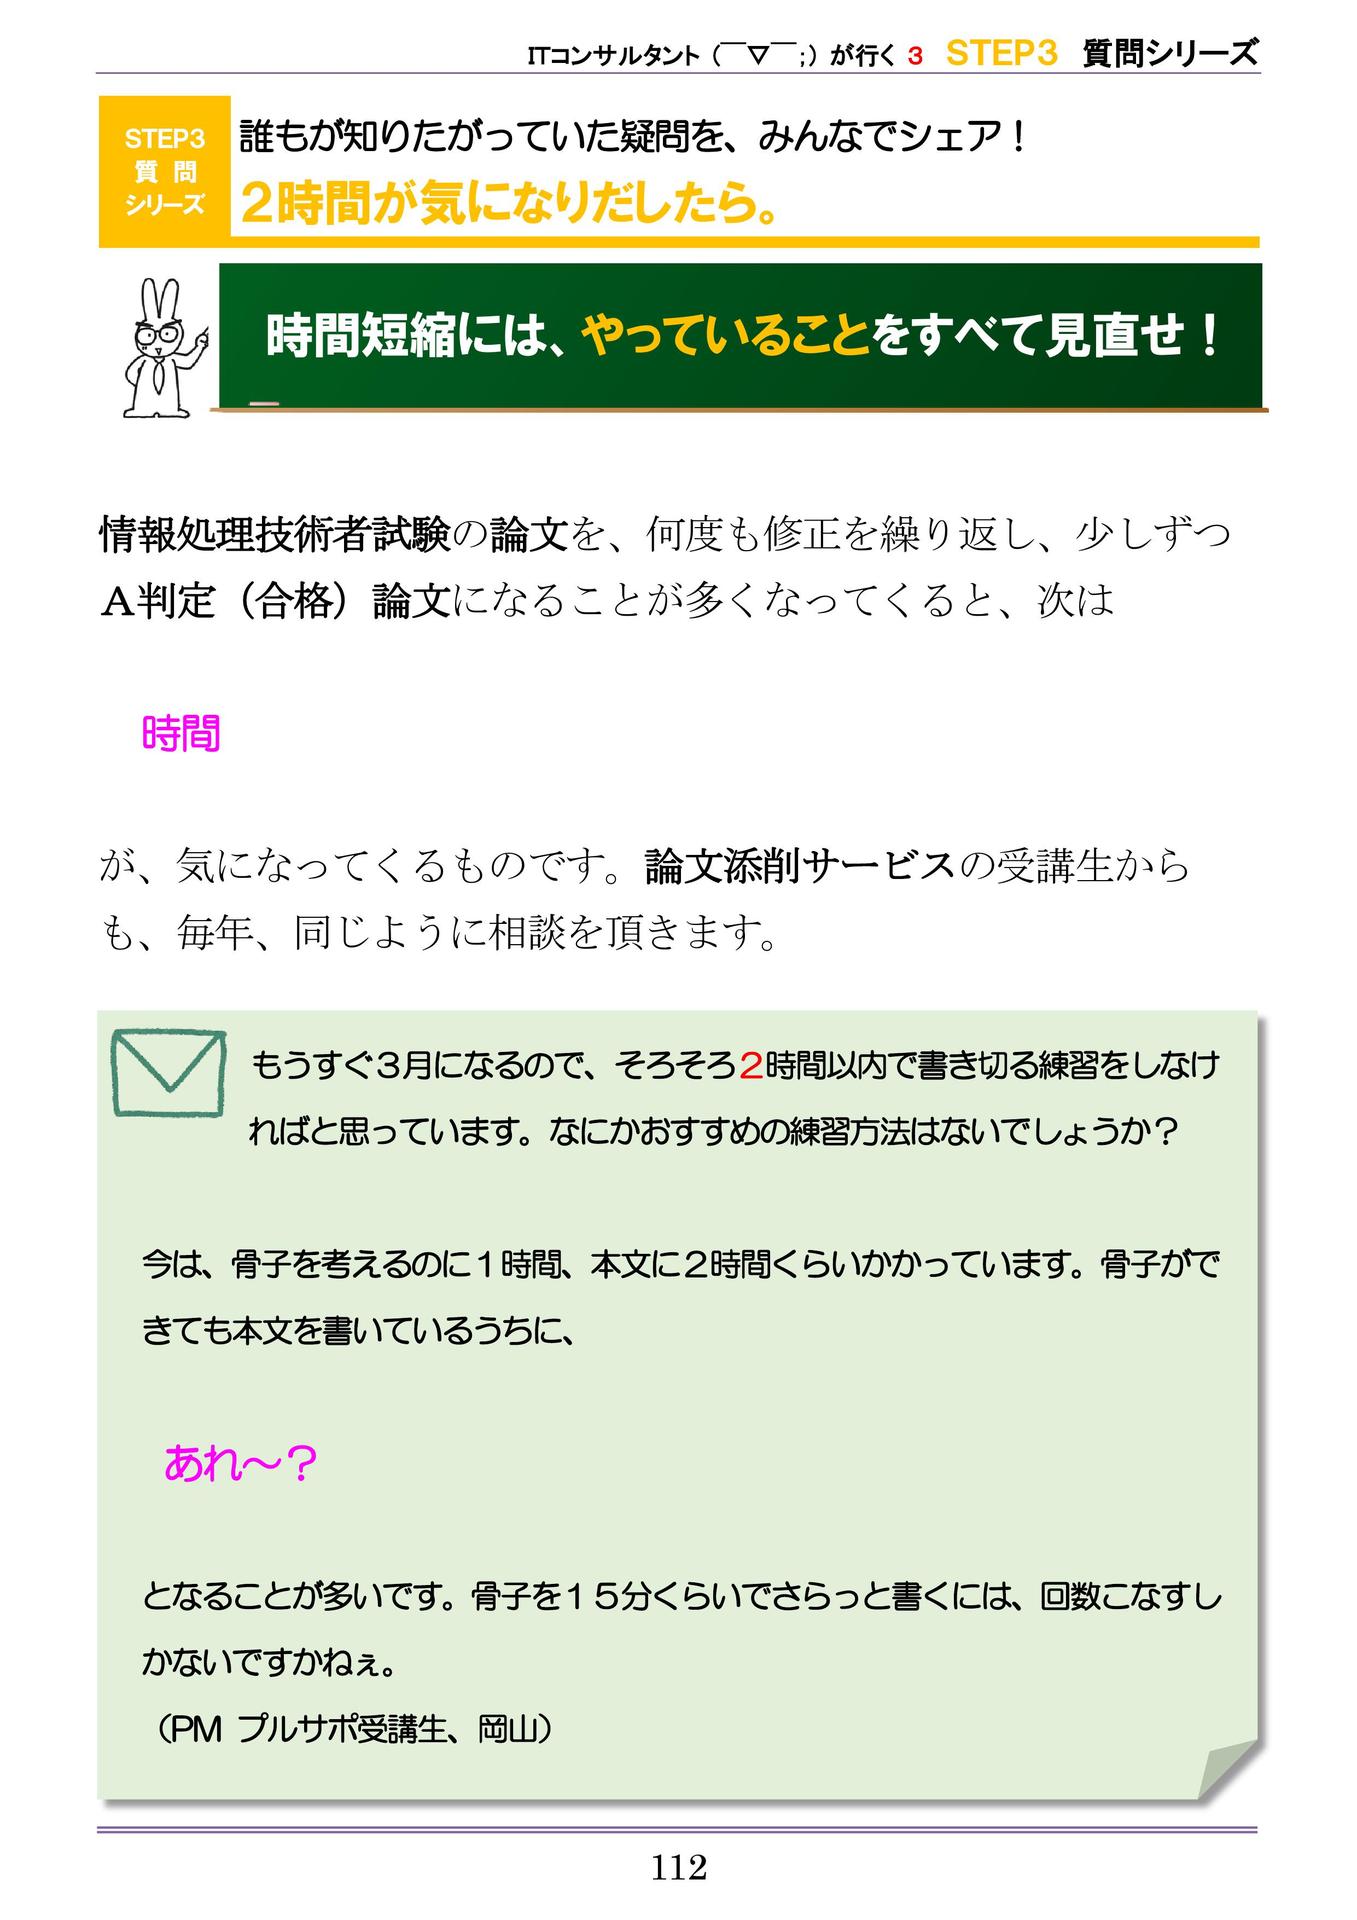 ITコンサルタント（￣▽￣;）が行く 3 STEP3 質問シリーズ
STEP3
質 問
シリーズ
誰もが知りたがっていた疑問を、みんなでシェア！
２時間が気になりだしたら。
時間短縮には、やっていることをすべて見直せ！
情報処理技術者試験の論文を、何度も修正を繰り返し、少しずつ
Ａ判定（合格）論文になることが多くなってくると、次は
時間
が、気になってくるものです。論文添削サービスの受講生から
も、毎年、同じように相談を頂きます。
もうすぐ３月になるので、そろそろ２時間以内で書き切る練習をしなけ
ればと思っています。なにかおすすめの練習方法はないでしょうか？
今は、骨子を考えるのに１時間、本文に２時間くらいかかっています。骨子がで
きても本文を書いているうちに、
あれ～？
となることが多いです。骨子を１５分くらいでさらっと書くには、回数こなすし
かないですかねぇ。
（PM プルサポ受講生、岡山）
112